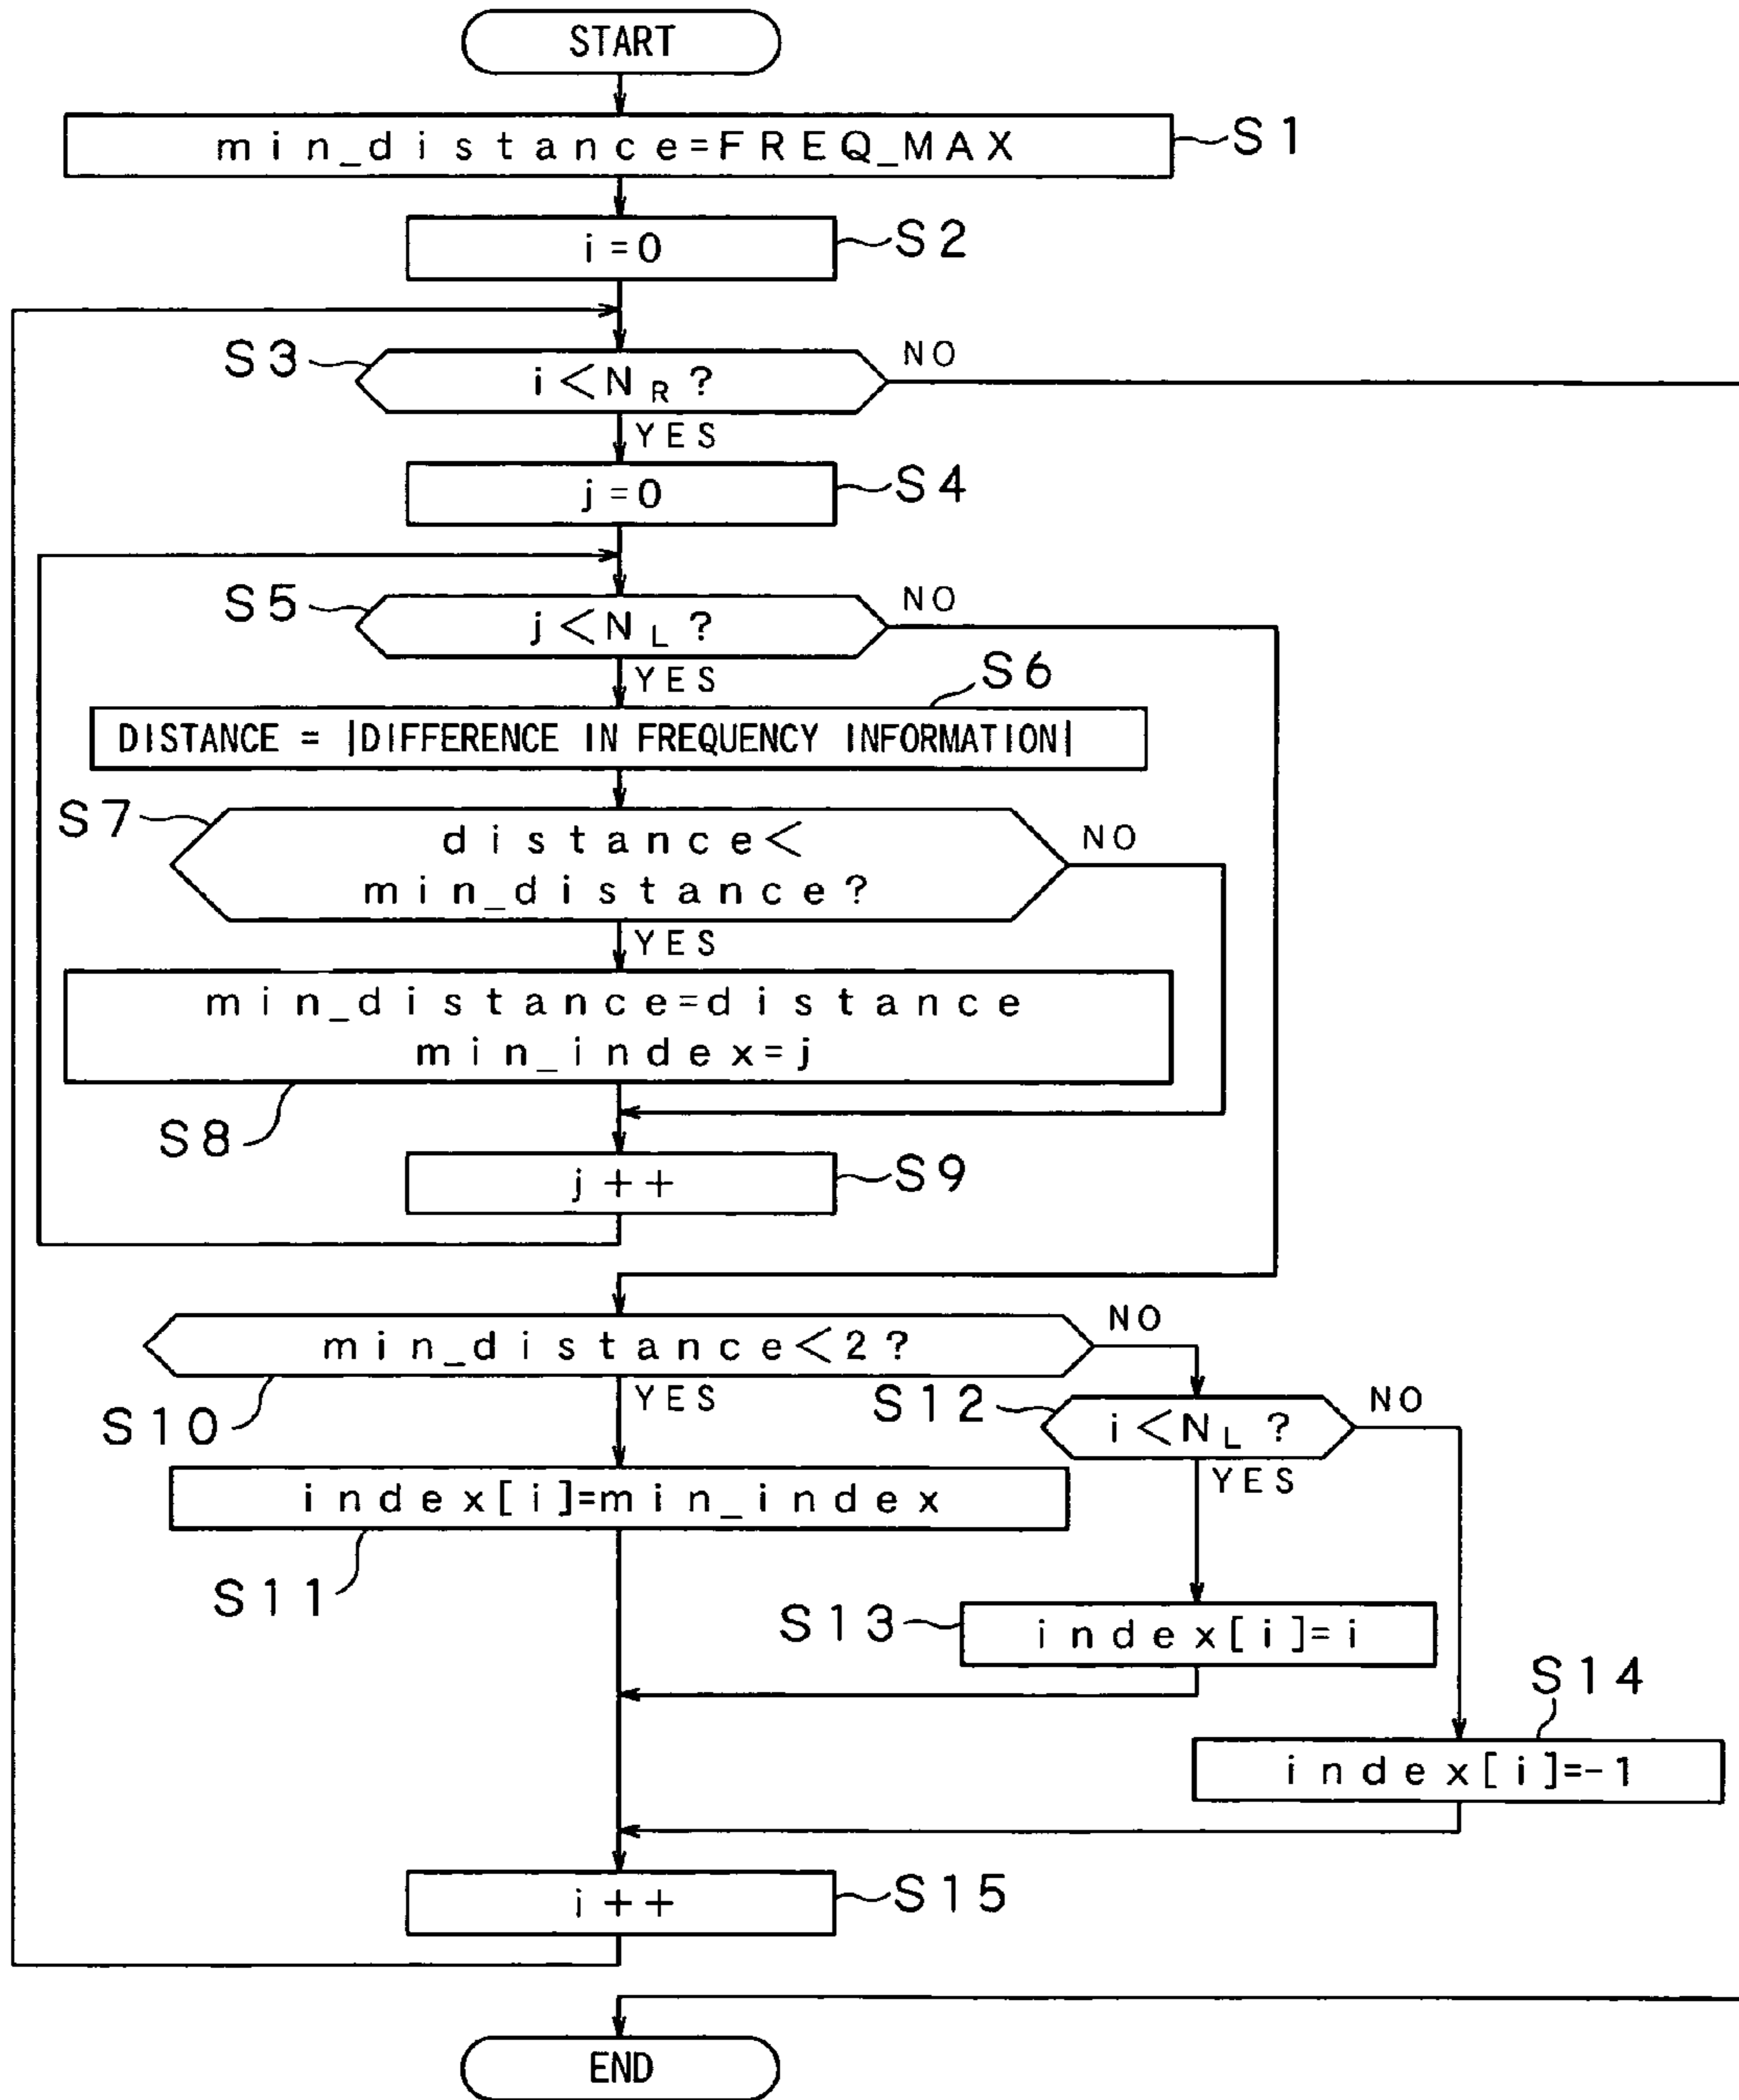 START
min_distance=FREQ_MAX
S1
i=0
S2
S3
i<NR?
NO
YES
j=0
S4
S5
j<NL?
NO
YES
S6
DISTANCE = |DIFFERENCE IN FREQUENCY INFORMATION|
S7
distance<
min_distance?
NO
YES
min_distance=distance
min_index=j
S8
j++
S9
min_distance<2?
NO
S10
YES
S12
i<NL?
NO
YES
index[i]=min_index
S11
S13
index[i]=i
S14
index[i]=-1
i++
S15
END